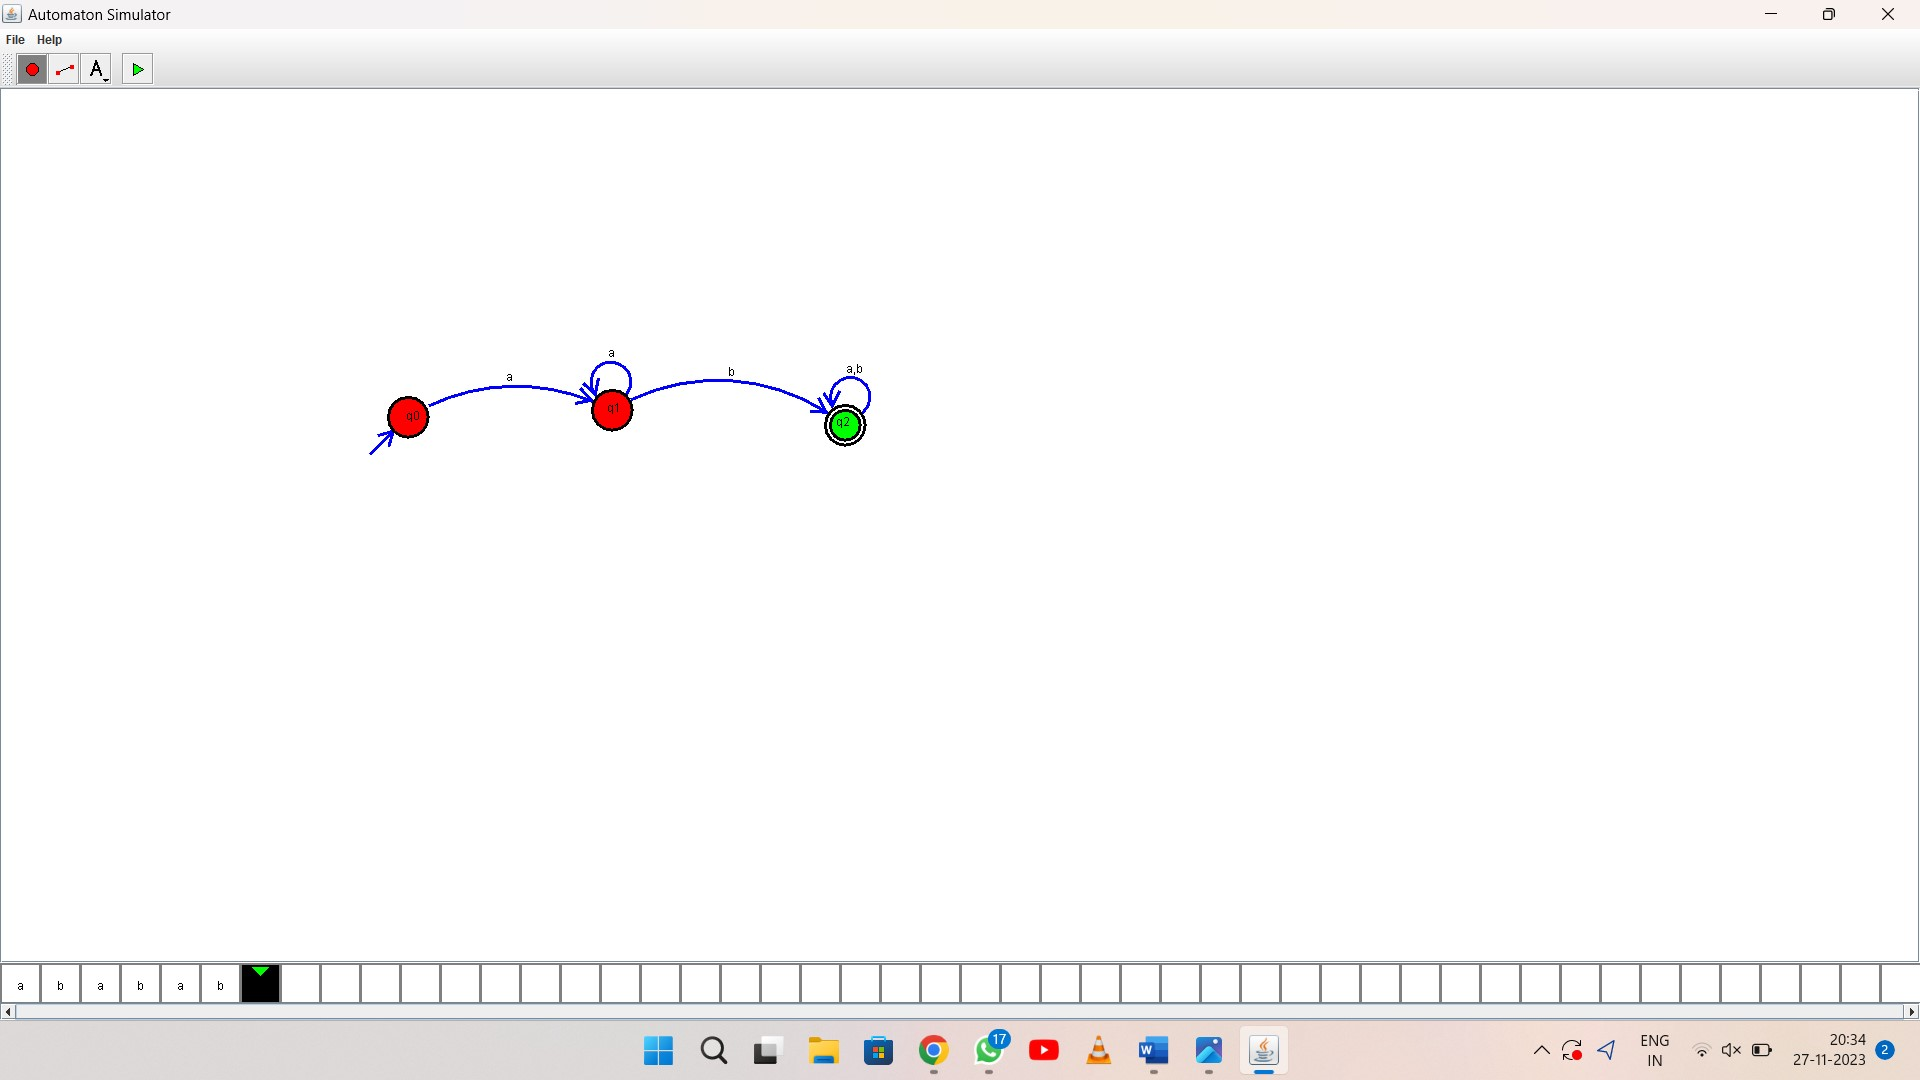 Automaton Simulator
File Help
A
a
a
b
a,b
q0
q1
q2
a b a b a b
17
W
ENG
IN
20:34
27-11-2023
2